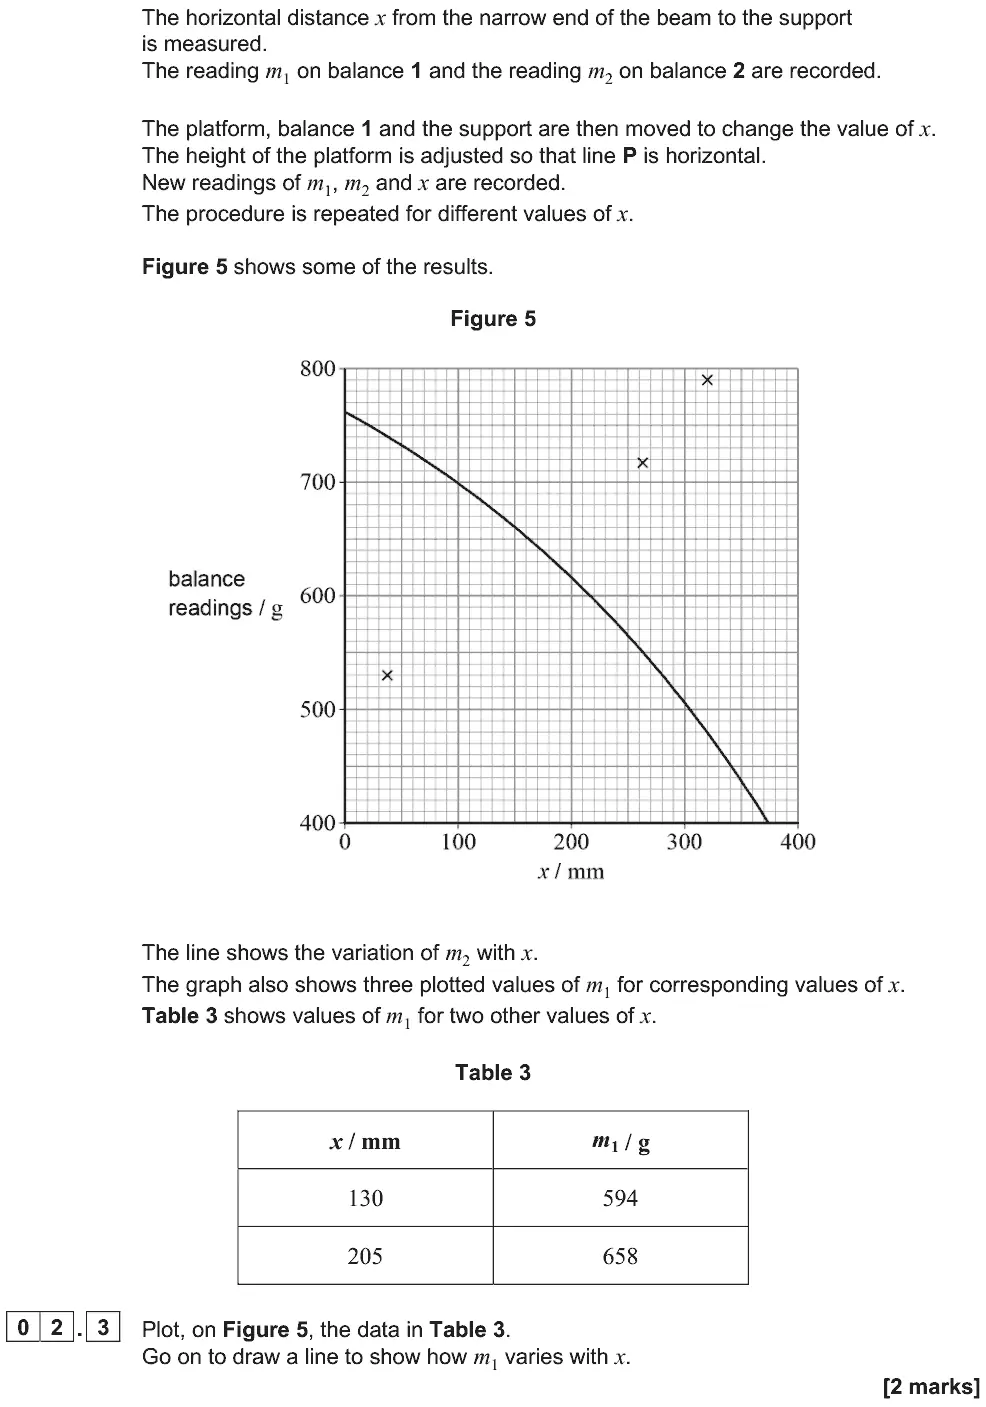 The horizontal distance x from the narrow end of the beam to the support
is measured.
The reading m₁ on balance 1 and the reading m₂ on balance 2 are recorded.
The platform, balance 1 and the support are then moved to change the value of x.
The height of the platform is adjusted so that line P is horizontal.
New readings of m₁, m₂ and x are recorded.
The procedure is repeated for different values of x.
Figure 5 shows some of the results.
Figure 5
800
700
balance
readings / g
600
500
400
0 100 200 300 400
x / mm
The line shows the variation of m₂ with x.
The graph also shows three plotted values of m₁ for corresponding values of x.
Table 3 shows values of m₁ for two other values of x.
Table 3
x / mm m₁ / g
130 594
205 658
0 2 . 3 Plot, on Figure 5, the data in Table 3.
Go on to draw a line to show how m₁ varies with x.
[2 marks]